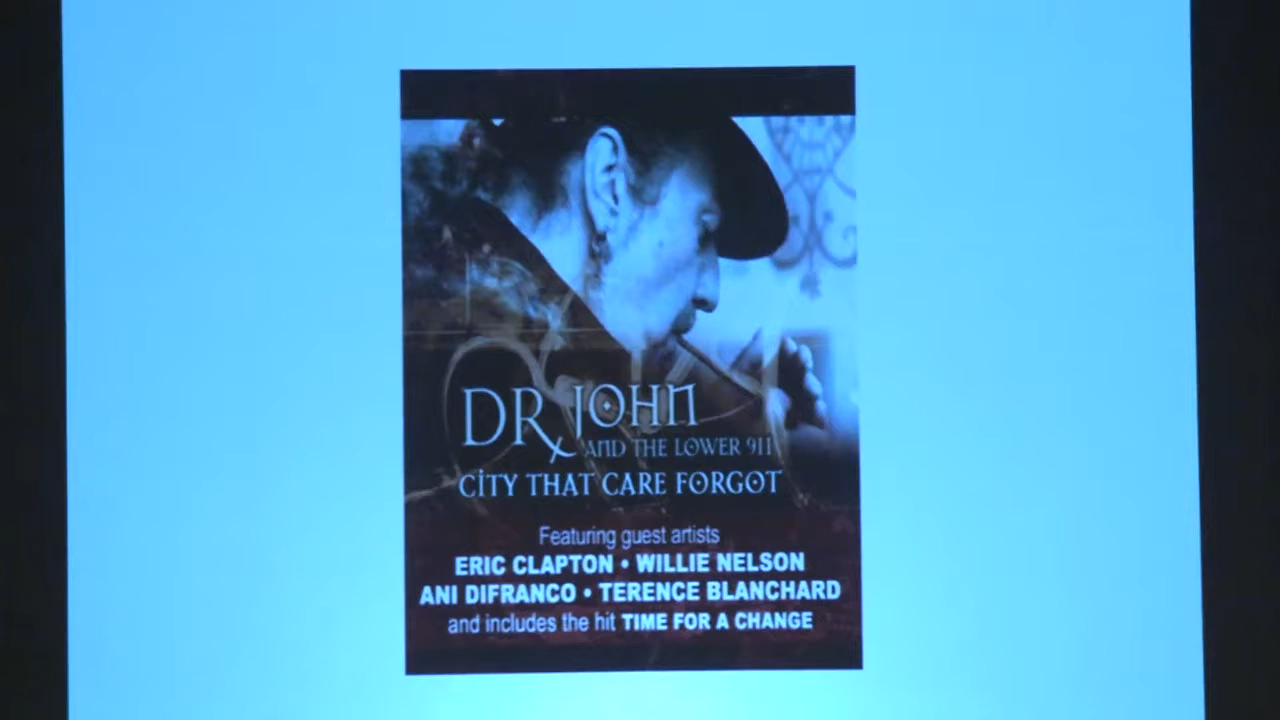 DR. JOHN
AND THE LOWER 911
CITY THAT CARE FORGOT
Featuring guest artists
ERIC CLAPTON • WILLIE NELSON
ANI DIFRANCO • TERENCE BLANCHARD
and includes the hit TIME FOR A CHANGE